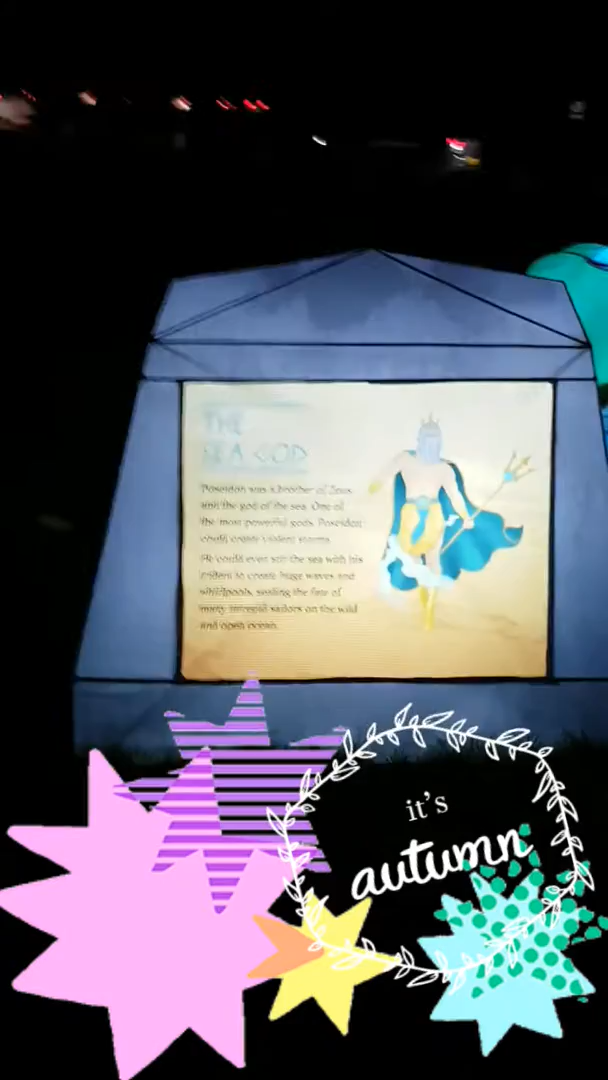 THE
SEA GOD
Poseidon was a brother of Zeus
and the god of the sea. One of
the most powerful gods, Poseidon
could create violent storms.
He could even stir the sea with his
trident to create huge waves and
whirlpools, sealing the fate of
many intrepid sailors on the wild
and open ocean.
it's
autumn